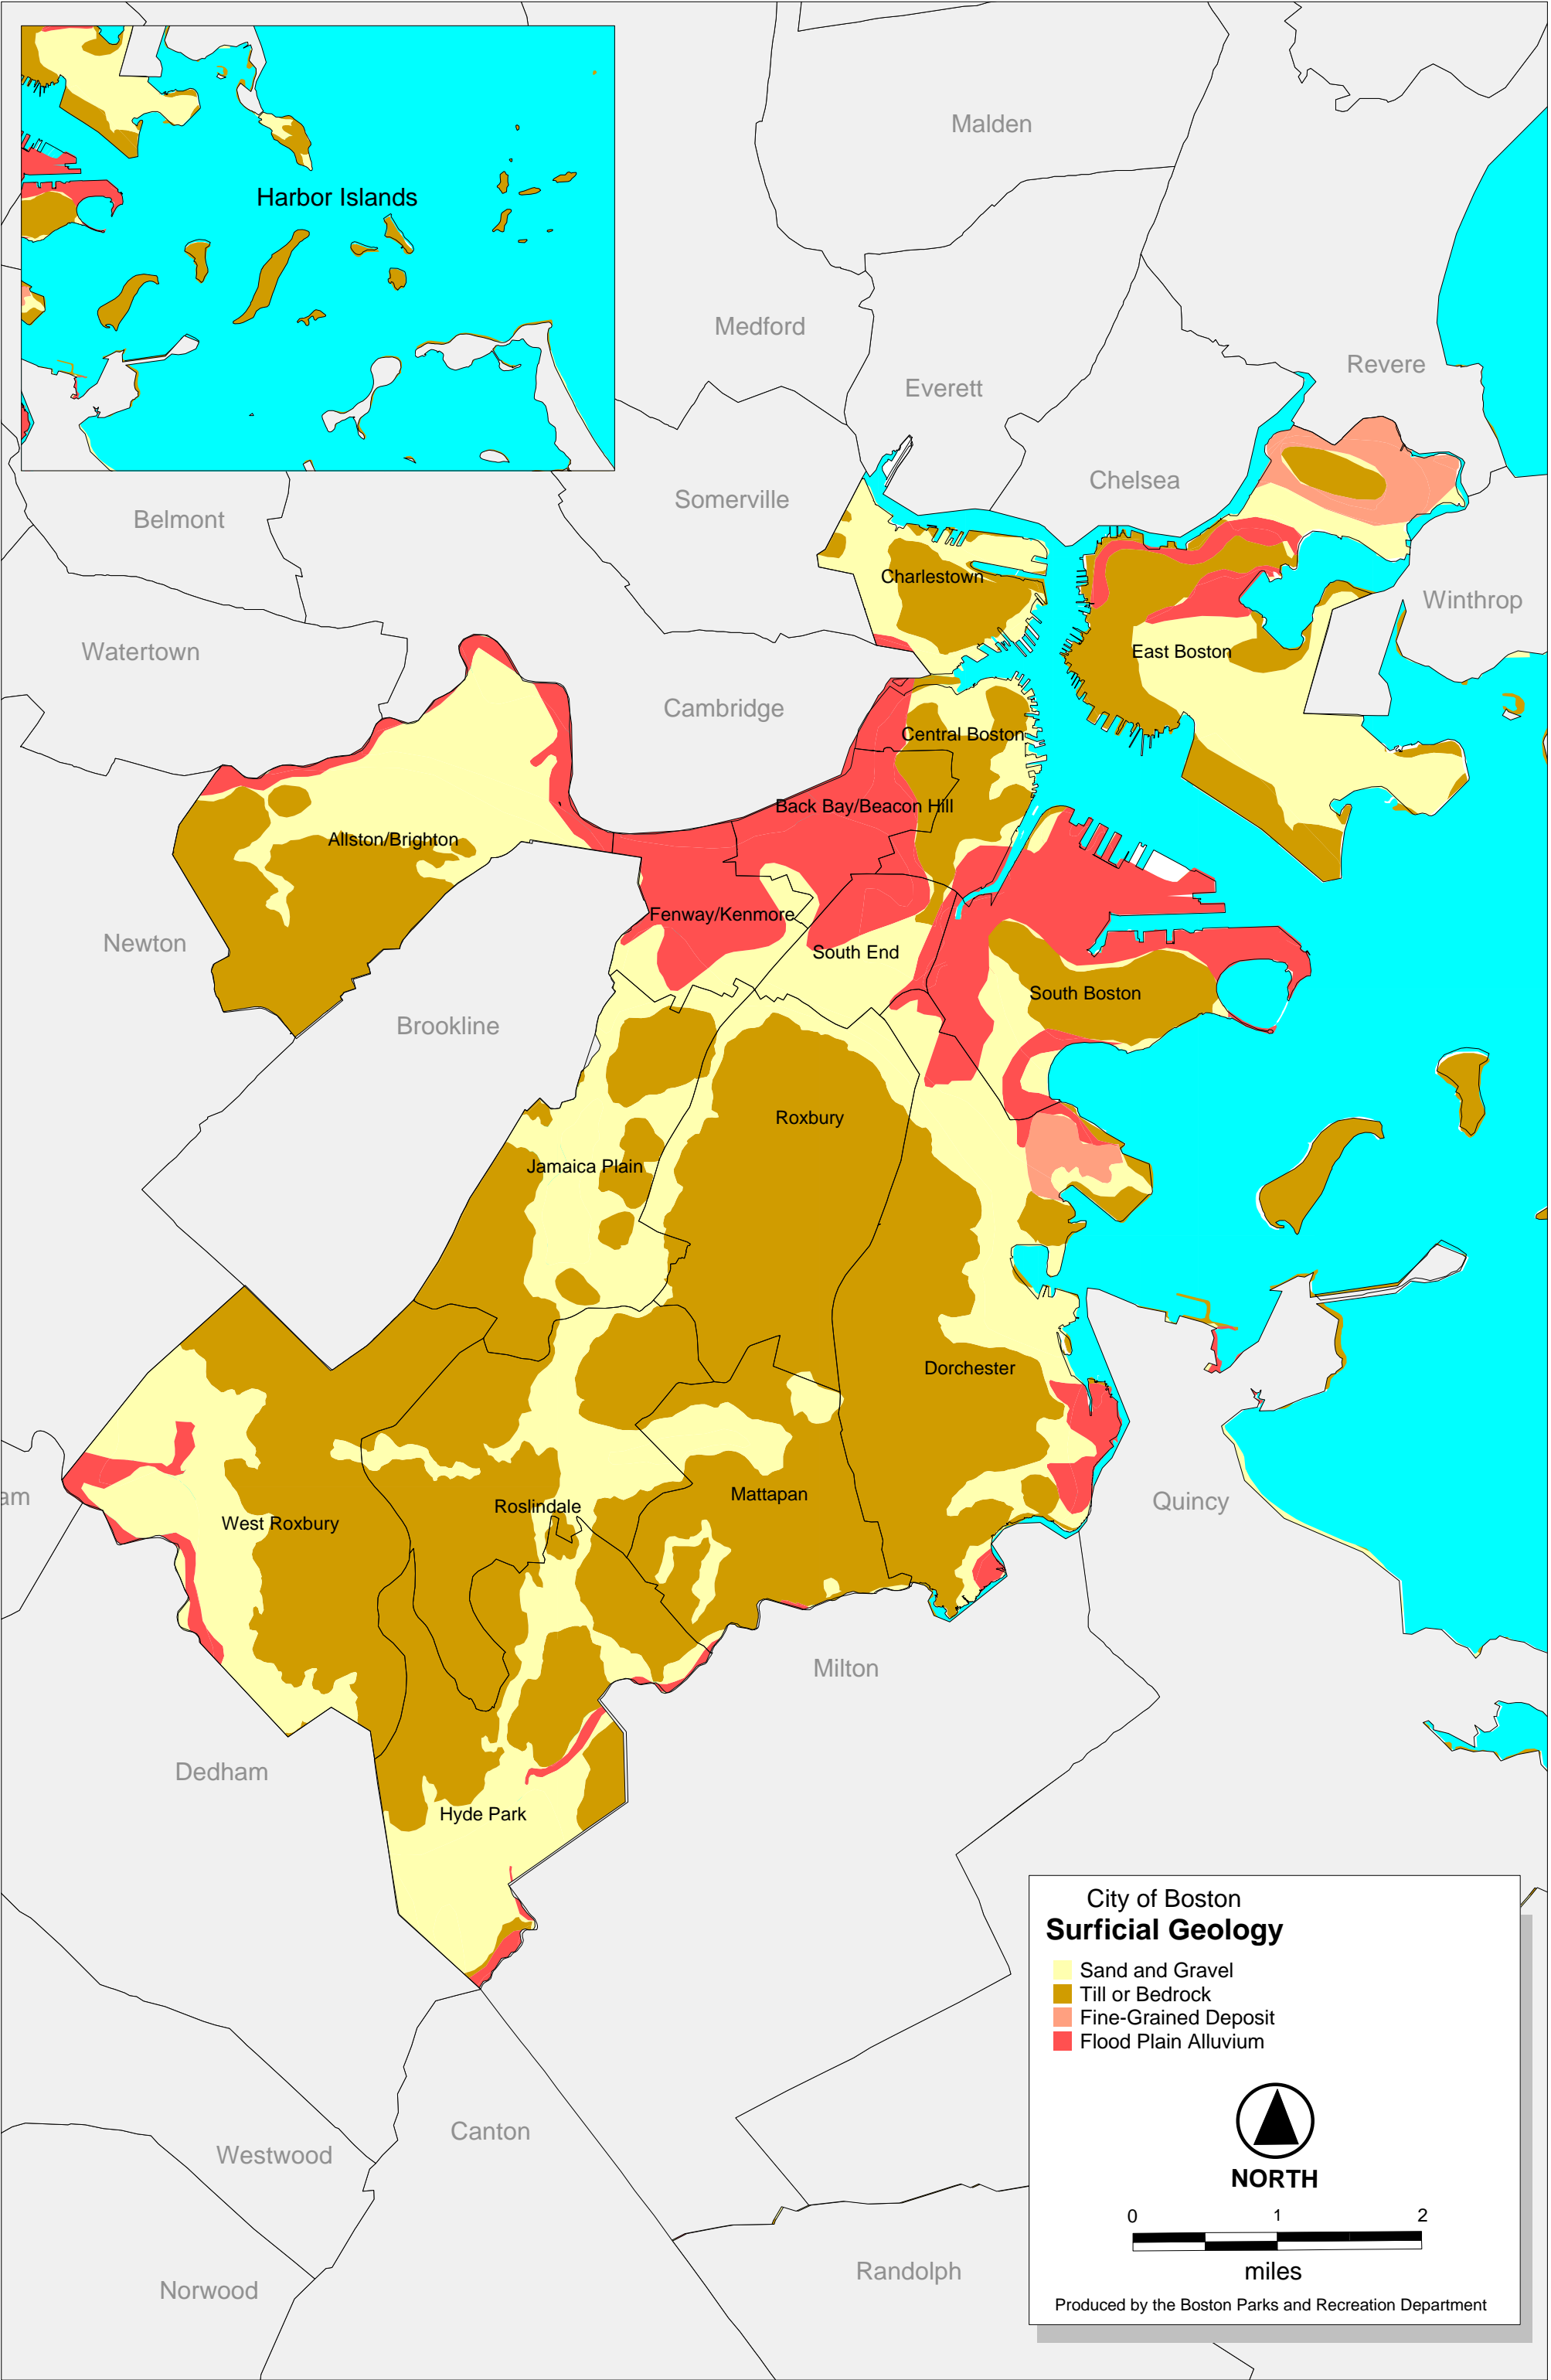 Harbor Islands
Malden
Medford
Revere
Everett
Chelsea
Somerville
Belmont
Charlestown
Winthrop
Watertown
East Boston
Cambridge
Central Boston
Back Bay/Beacon Hill
Allston/Brighton
Fenway/Kenmore
Newton
South End
South Boston
Brookline
Roxbury
Jamaica Plain
Dorchester
Mattapan
am
Quincy
Roslindale
West Roxbury
Milton
Dedham
Hyde Park
City of Boston
Surficial Geology
Sand and Gravel
Till or Bedrock
Fine-Grained Deposit
Flood Plain Alluvium
NORTH
0 1 2
miles
Produced by the Boston Parks and Recreation Department
Canton
Westwood
Randolph
Norwood